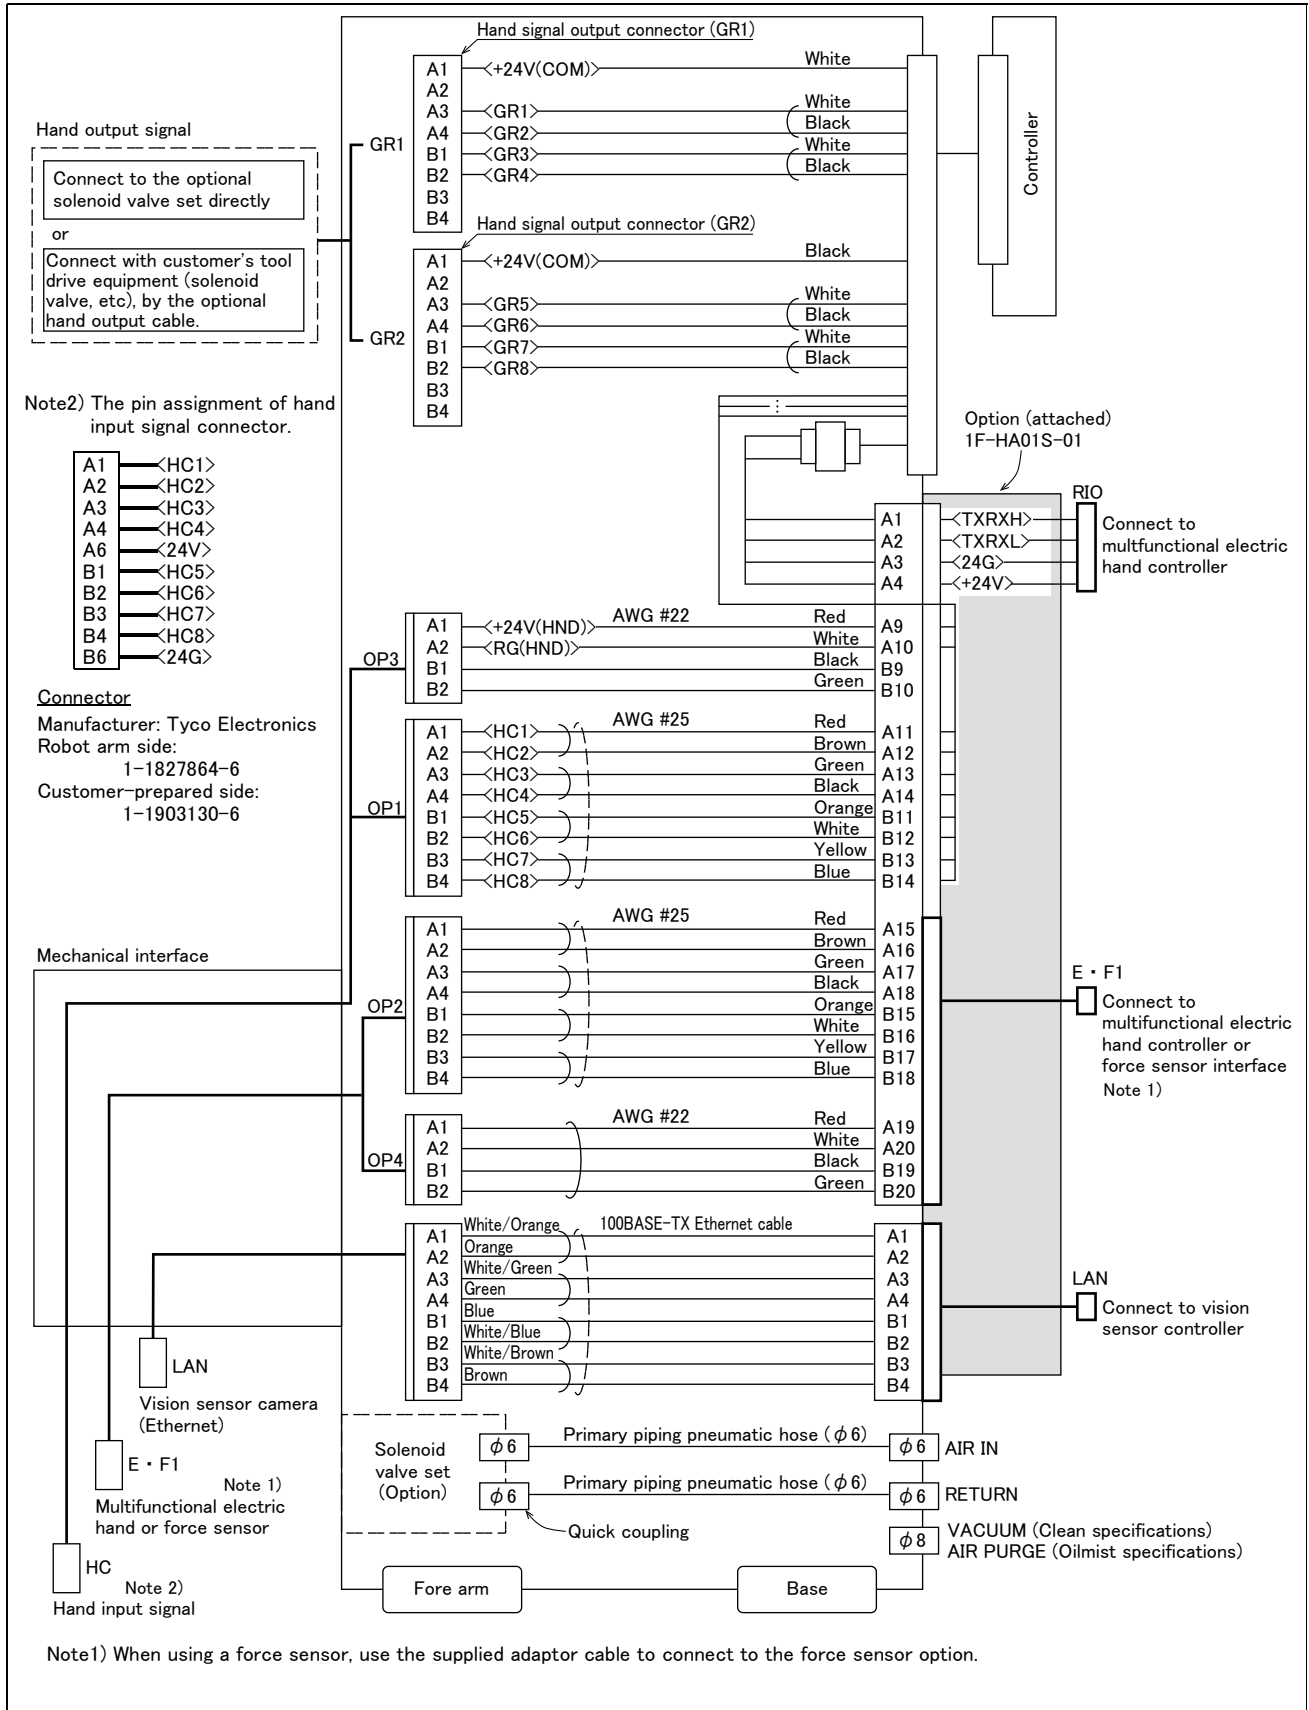 Hand signal output connector (GR1)
A1 <+24V(COM)> White
A2
A3 <GR1> White
A4 <GR2> Black
B1 <GR3> White
B2 <GR4> Black
B3
B4
GR1
Controller
Hand output signal
Connect to the optional
solenoid valve set directly
or
Connect with customer's tool
drive equipment (solenoid
valve, etc), by the optional
hand output cable.
Hand signal output connector (GR2)
A1 <+24V(COM)> Black
A2
A3 <GR5> White
A4 <GR6> Black
B1 <GR7> White
B2 <GR8> Black
B3
B4
GR2
Note2) The pin assignment of hand
input signal connector.
A1 <HC1>
A2 <HC2>
A3 <HC3>
A4 <HC4>
A6 <24V>
B1 <HC5>
B2 <HC6>
B3 <HC7>
B4 <HC8>
B6 <24G>
Connector
Manufacturer: Tyco Electronics
Robot arm side:
1-1827864-6
Customer-prepared side:
1-1903130-6
Option (attached)
1F-HA01S-01
RIO
A1 <TXRXH>
A2 <TXRXL>
A3 <24G>
A4 <+24V>
Connect to
multfunctional electric
hand controller
OP3
AWG #22
A1 <+24V(HND)> Red A9
A2 <RG(HND)> White A10
B1 Black B9
B2 Green B10
OP1
AWG #25
A1 <HC1> Red A11
A2 <HC2> Brown A12
A3 <HC3> Green A13
A4 <HC4> Black A14
B1 <HC5> Orange B11
B2 <HC6> White B12
B3 <HC7> Yellow B13
B4 <HC8> Blue B14
Mechanical interface
OP2
AWG #25
A1 Red A15
A2 Brown A16
A3 Green A17
A4 Black A18
B1 Orange B15
B2 White B16
B3 Yellow B17
B4 Blue B18
E・F1
Connect to
multifunctional electric
hand controller or
force sensor interface
Note 1)
OP4
AWG #22
A1 Red A19
A2 White A20
B1 Black B19
B2 Green B20
100BASE-TX Ethernet cable
A1 White/Orange A1
A2 Orange A2
A3 White/Green A3
A4 Green A4
B1 Blue B1
B2 White/Blue B2
B3 White/Brown B3
B4 Brown B4
LAN
Connect to vision
sensor controller
LAN
Vision sensor camera
(Ethernet)
E・F1
Note 1)
Multifunctional electric
hand or force sensor
HC
Note 2)
Hand input signal
Solenoid
valve set
(Option)
φ6 Primary piping pneumatic hose (φ6) φ6 AIR IN
φ6 Primary piping pneumatic hose (φ6) φ6 RETURN
Quick coupling
φ8 VACUUM (Clean specifications)
AIR PURGE (Oilmist specifications)
Fore arm
Base
Note1) When using a force sensor, use the supplied adaptor cable to connect to the force sensor option.